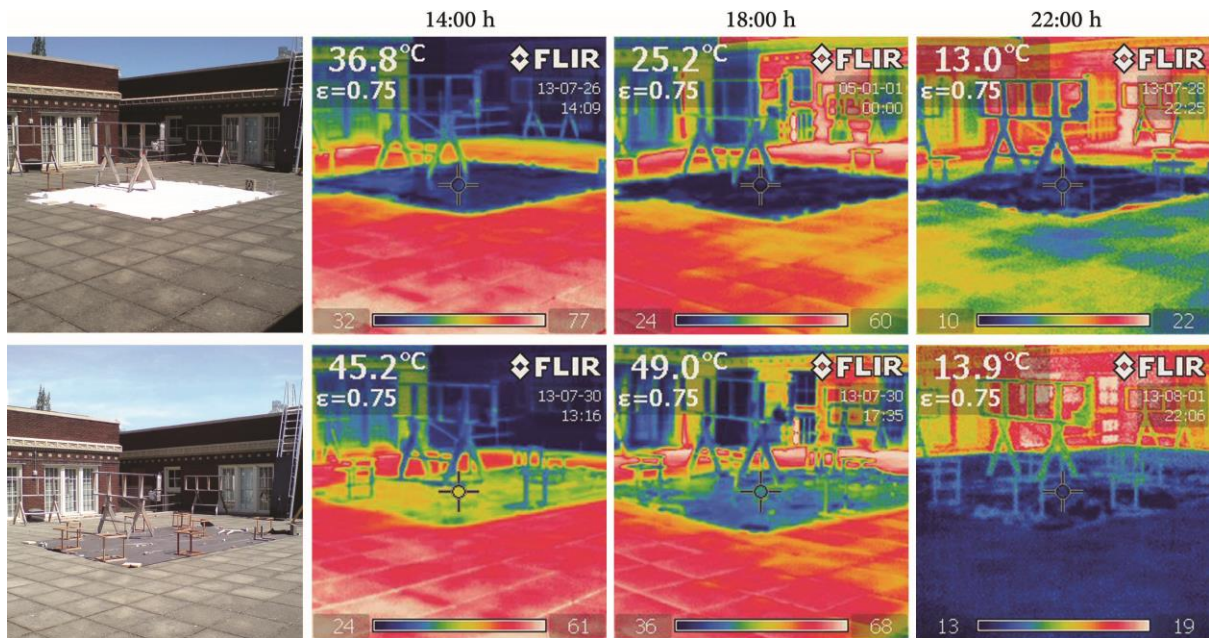 14:00 h 18:00 h 22:00 h
36.8°C FLIR
ε=0.75 13-07-26
14:09
32 77
25.2°C FLIR
ε=0.75 05-01-01
00:00
24 60
13.0°C FLIR
ε=0.75 13-07-28
22:25
10 22
45.2°C FLIR
ε=0.75 13-07-30
13:16
24 61
49.0°C FLIR
ε=0.75 13-07-30
17:35
36 68
13.9°C FLIR
ε=0.75 13-08-01
22:06
13 19